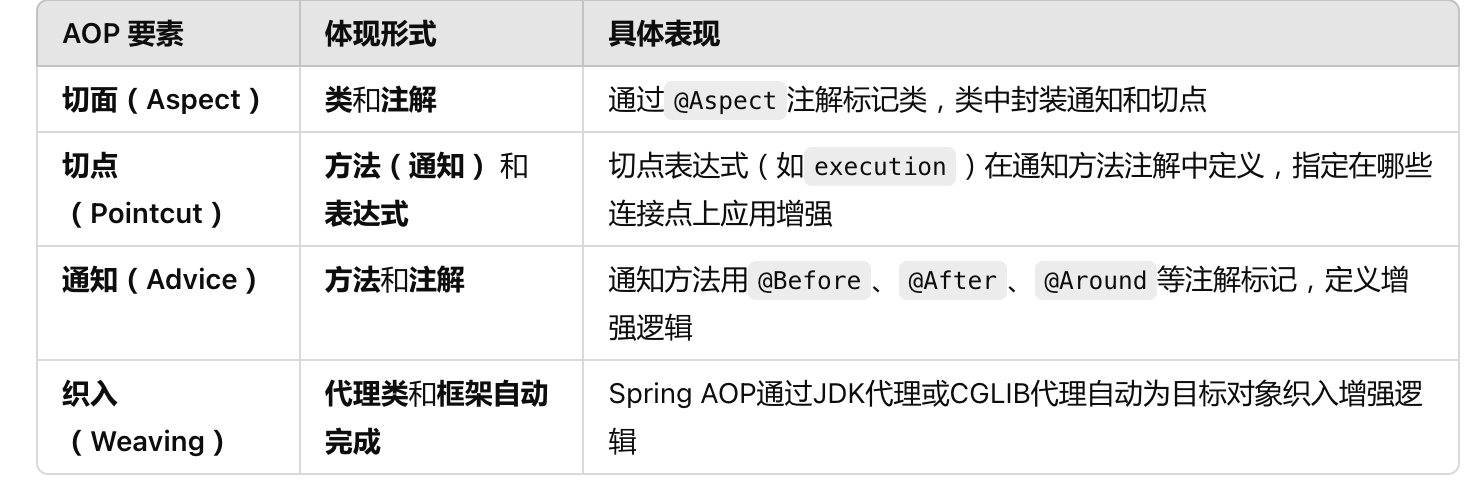 AOP 要素 体现形式 具体表现
切面（Aspect） 类和注解 通过 @Aspect 注解标记类，类中封装通知和切点
切点 方法（通知）和 切点表达式（如 execution ）在通知方法注解中定义，指定在哪些
（Pointcut） 表达式 连接点上应用增强
通知（Advice） 方法和注解 通知方法用 @Before 、 @After 、 @Around 等注解标记，定义增
强逻辑
织入 代理类和框架自动 Spring AOP通过JDK代理或CGLIB代理自动为目标对象织入增强逻
（Weaving） 完成 辑